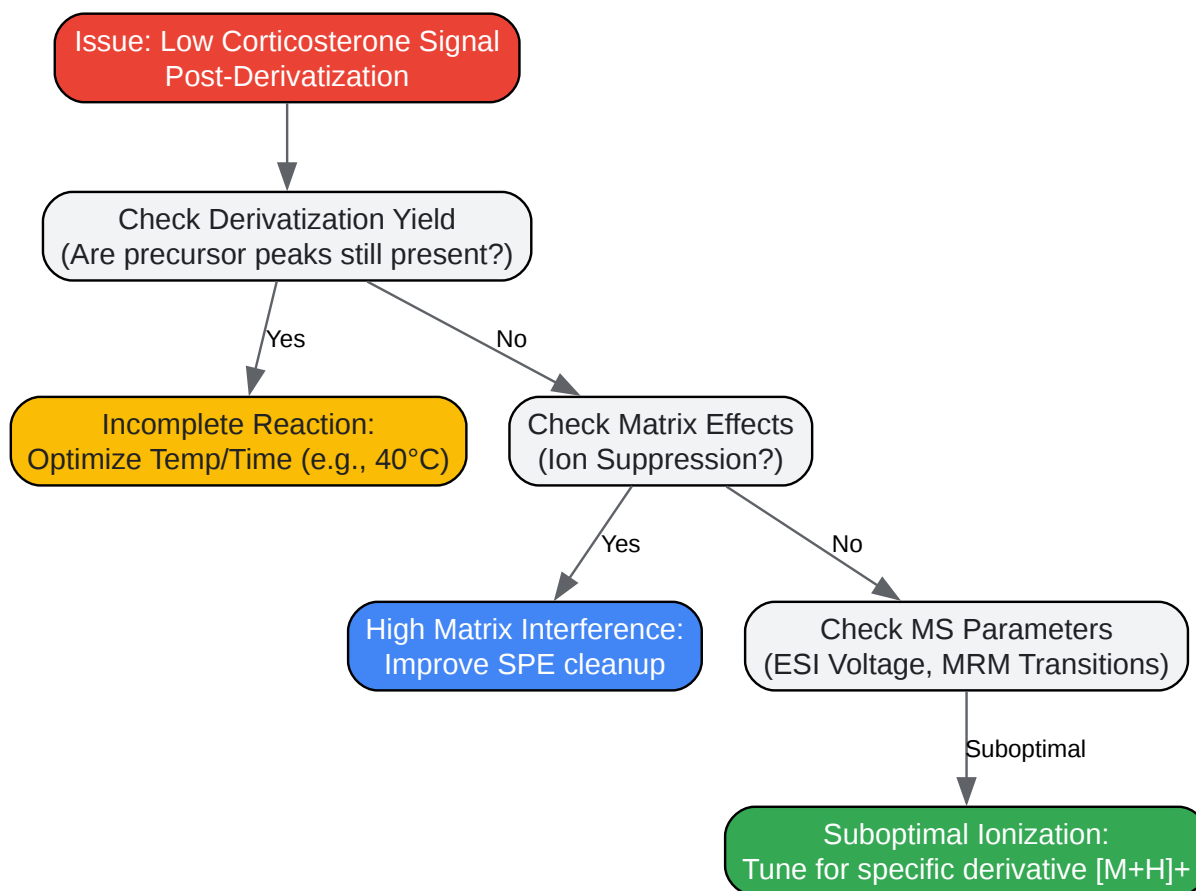 Issue: Low Corticosterone Signal
Post-Derivatization
Check Derivatization Yield
(Are precursor peaks still present?)
Yes
No
Incomplete Reaction:
Optimize Temp/Time (e.g., 40°C)
Check Matrix Effects
(Ion Suppression?)
Yes
No
High Matrix Interference:
Improve SPE cleanup
Check MS Parameters
(ESI Voltage, MRM Transitions)
Suboptimal
Suboptimal Ionization:
Tune for specific derivative [M+H]+